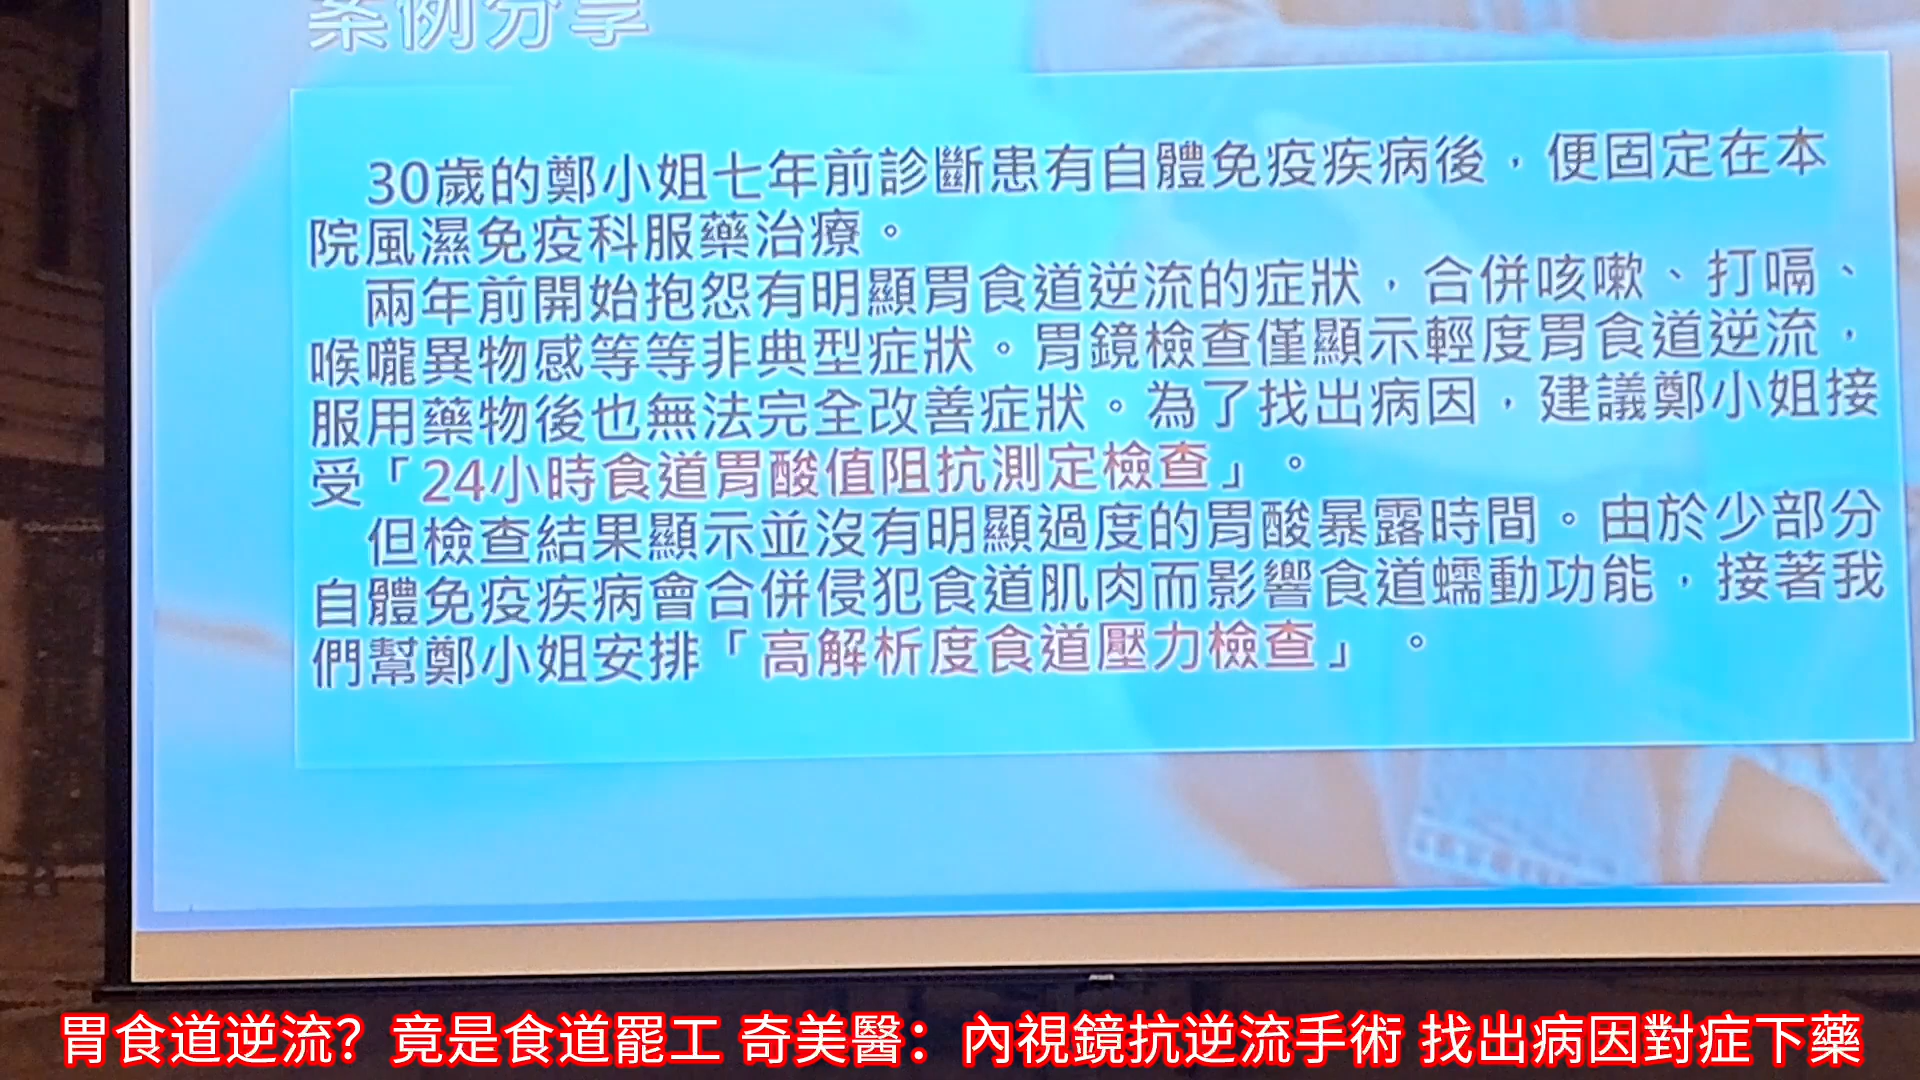 案例分享
30歲的鄭小姐七年前診斷患有自體免疫疾病後，便固定在本
院風濕免疫科服藥治療。
兩年前開始抱怨有明顯胃食道逆流的症狀，合併咳嗽、打嗝、
喉嚨異物感等等非典型症狀。胃鏡檢查僅顯示輕度胃食道逆流，
服用藥物後也無法完全改善症狀。為了找出病因，建議鄭小姐接
受「24小時食道胃酸值阻抗測定檢查」。
但檢查結果顯示並沒有明顯過度的胃酸暴露時間。由於少部分
自體免疫疾病會合併侵犯食道肌肉而影響食道蠕動功能，接著我
們幫鄭小姐安排「高解析度食道壓力檢查」。
胃食道逆流？竟是食道罷工 奇美醫：內視鏡抗逆流手術 找出病因對症下藥